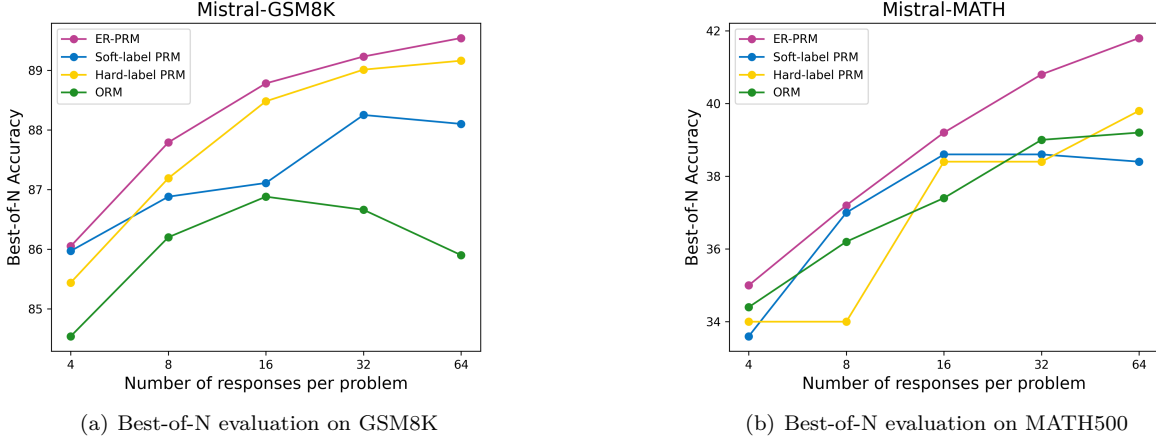 Mistral-GSM8K
ER-PRM
Soft-label PRM
Hard-label PRM
ORM
Best-of-N Accuracy
89
88
87
86
85
4 8 16 32 64
Number of responses per problem
(a) Best-of-N evaluation on GSM8K
Mistral-MATH
ER-PRM
Soft-label PRM
Hard-label PRM
ORM
Best-of-N Accuracy
42
40
38
36
34
4 8 16 32 64
Number of responses per problem
(b) Best-of-N evaluation on MATH500